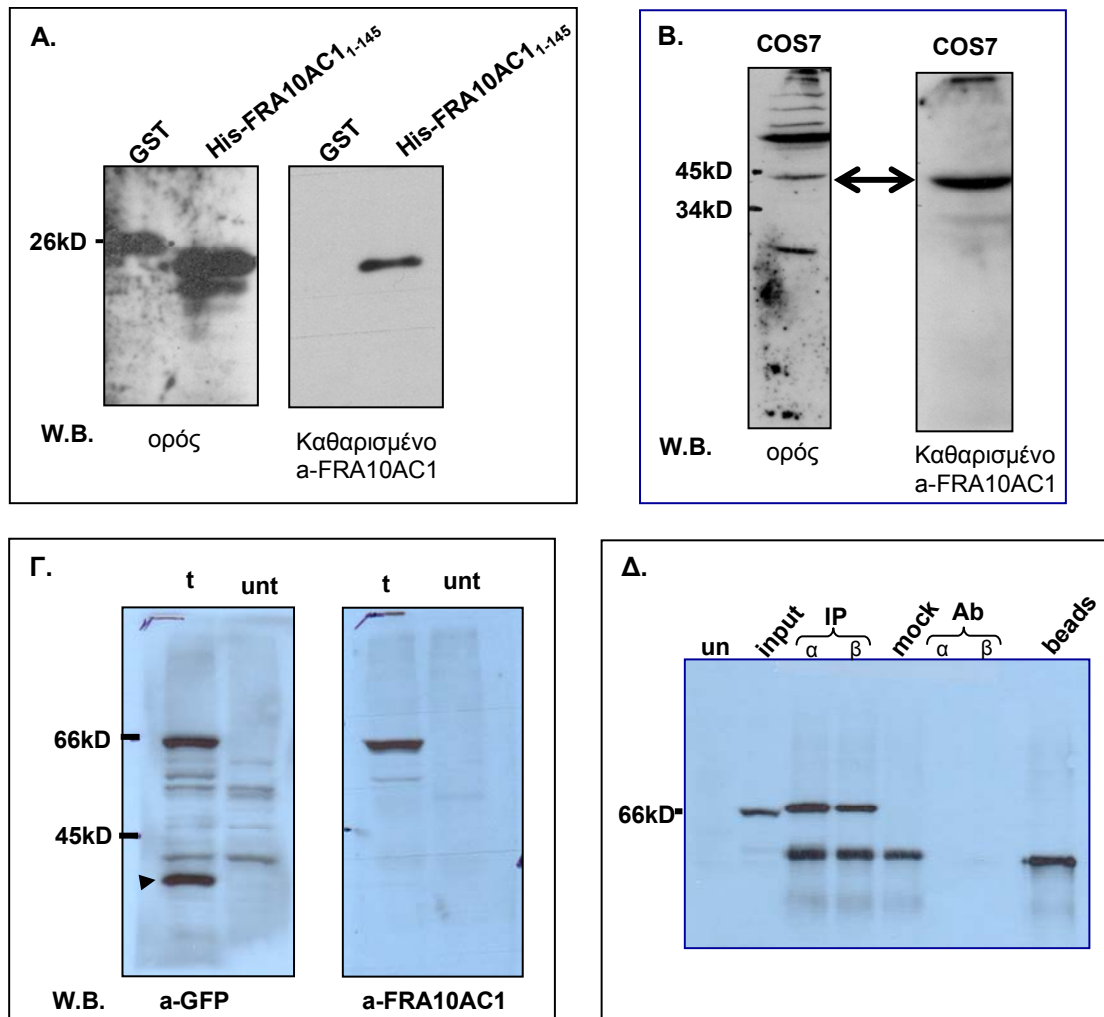 A.
GST
His-FRA10AC1₁₋₁₄₅
GST
His-FRA10AC1₁₋₁₄₅
26kD
W.B.
ορός
Καθαρισμένο
a-FRA10AC1
B.
COS7
COS7
45kD
34kD
W.B.
ορός
Καθαρισμένο
a-FRA10AC1
Γ.
t
unt
t
unt
66kD
45kD
W.B.
a-GFP
a-FRA10AC1
Δ.
un
input
IP
α
β
mock
Ab
α
β
beads
66kD